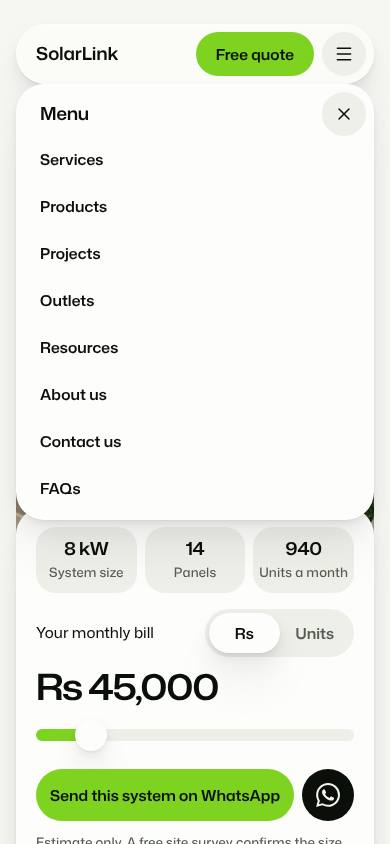 SolarLink
Free quote
Menu
Services
Products
Projects
Outlets
Resources
About us
Contact us
FAQs
8 kW
System size
14
Panels
940
Units a month
Your monthly bill
Rs
Units
Rs 45,000
Send this system on WhatsApp
Estimate only. A free site survey confirms the size